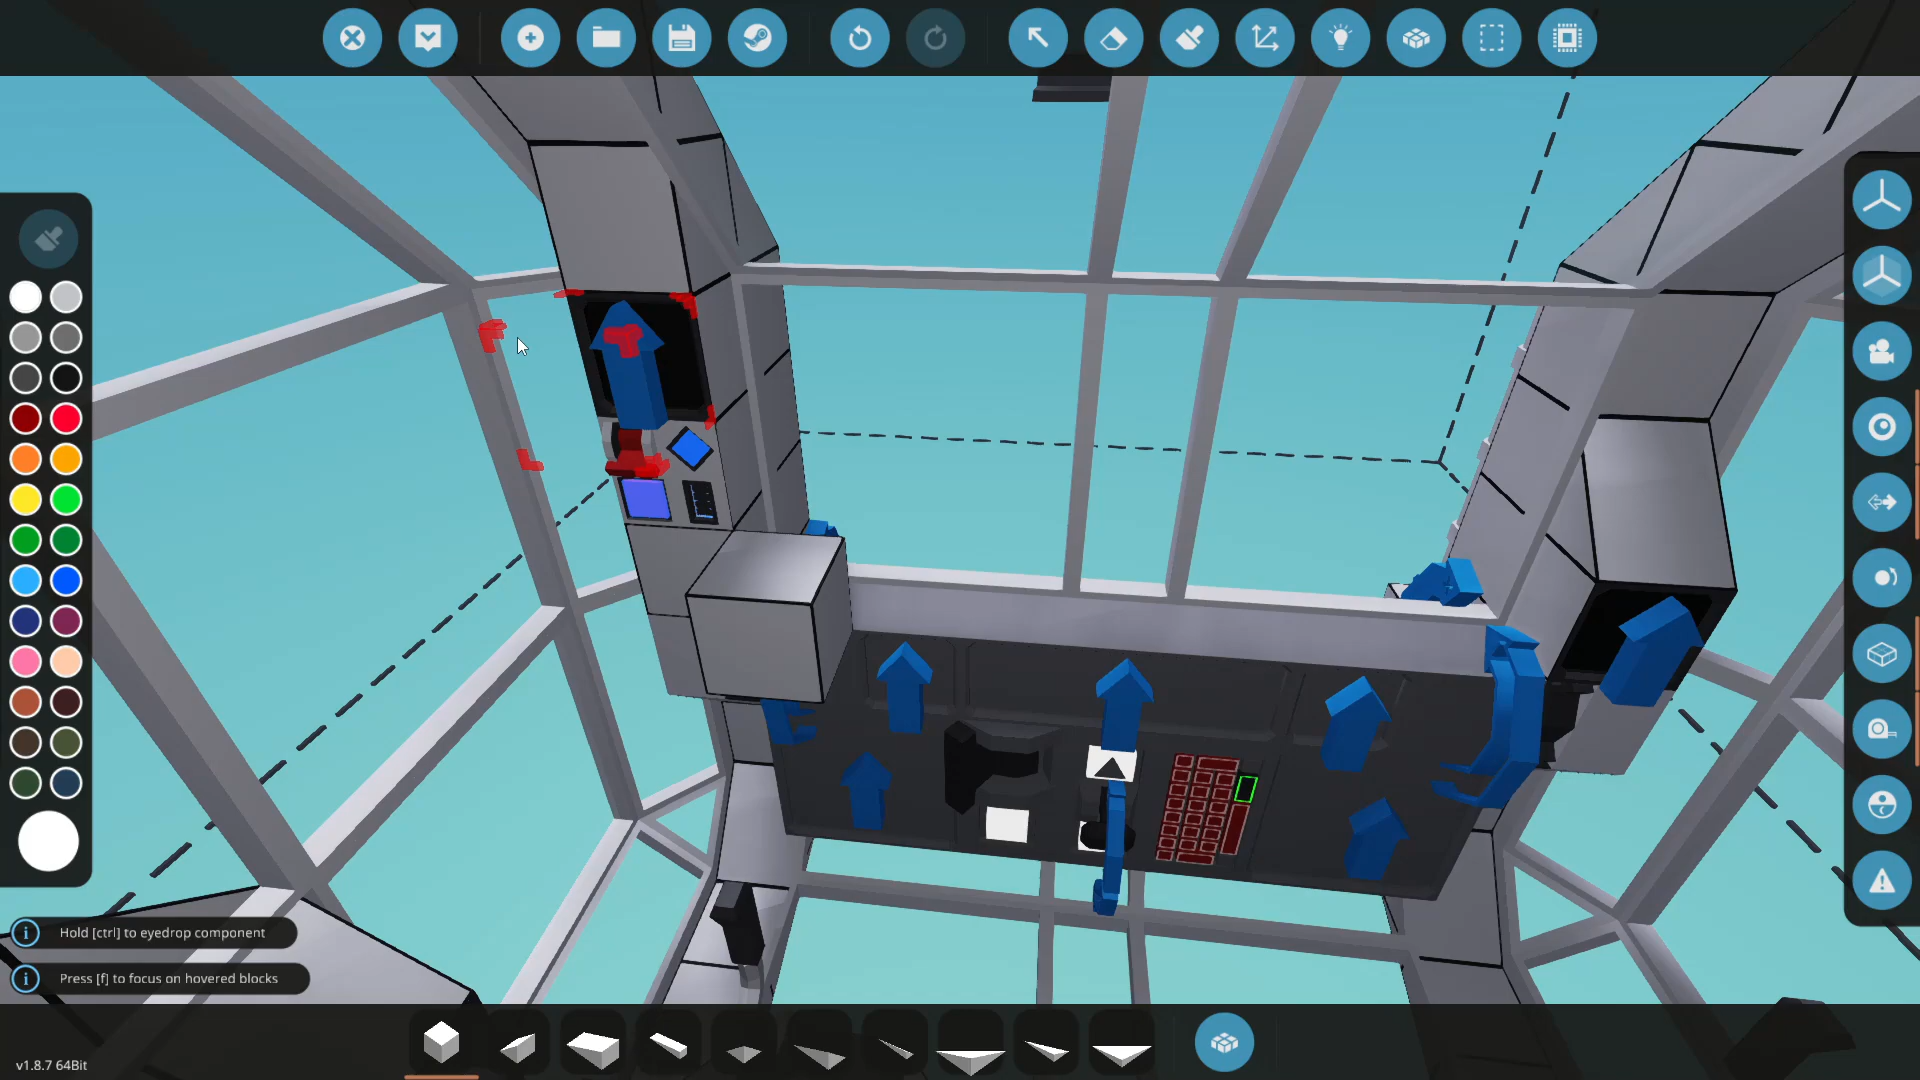 Hold [ctrl] to eyedrop component
Press [f] to focus on hovered blocks
v1.8.7 64Bit